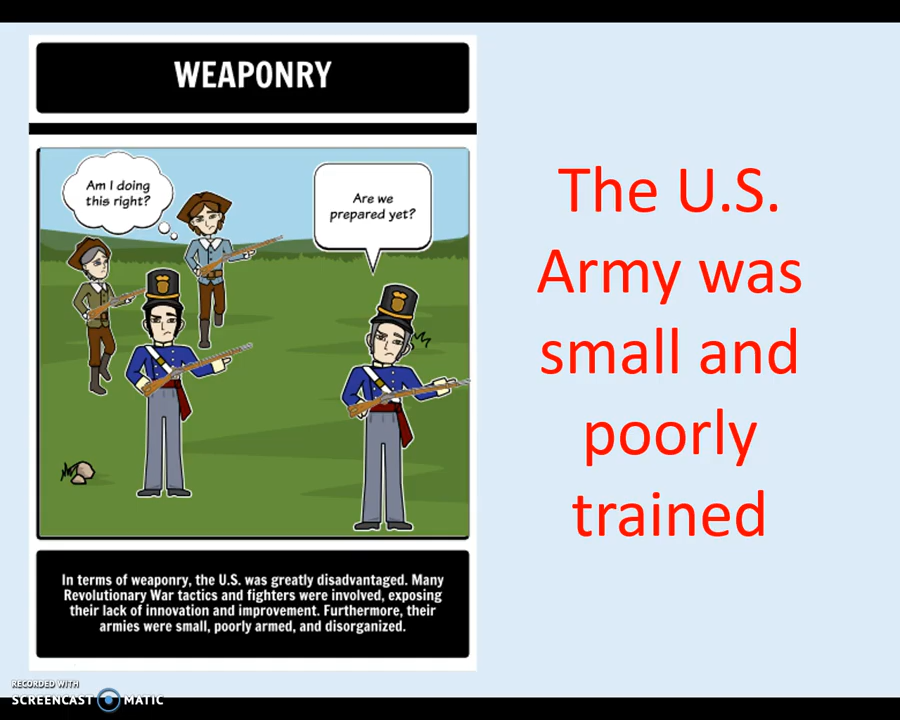 WEAPONRY
Am I doing
this right?
Are we
prepared yet?
In terms of weaponry, the U.S. was greatly disadvantaged. Many
Revolutionary War tactics and fighters were involved, exposing
their lack of innovation and improvement. Furthermore, their
armies were small, poorly armed, and disorganized.
The U.S.
Army was
small and
poorly
trained
RECORDED WITH
SCREENCAST MATIC